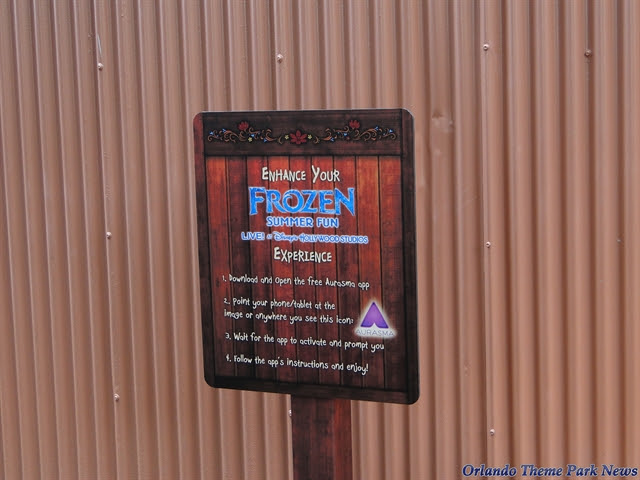 Enhance Your
FROZEN
SUMMER FUN
LIVE! at Disney's HOLLYWOOD STUDIOS
Experience
1. Download and Open the free Aurasma app
2. Point your phone/tablet at the
image or anywhere you see this icon:
AURASMA
3. Wait for the app to activate and prompt you
4. Follow the app's instructions and enjoy!
Orlando Theme Park News